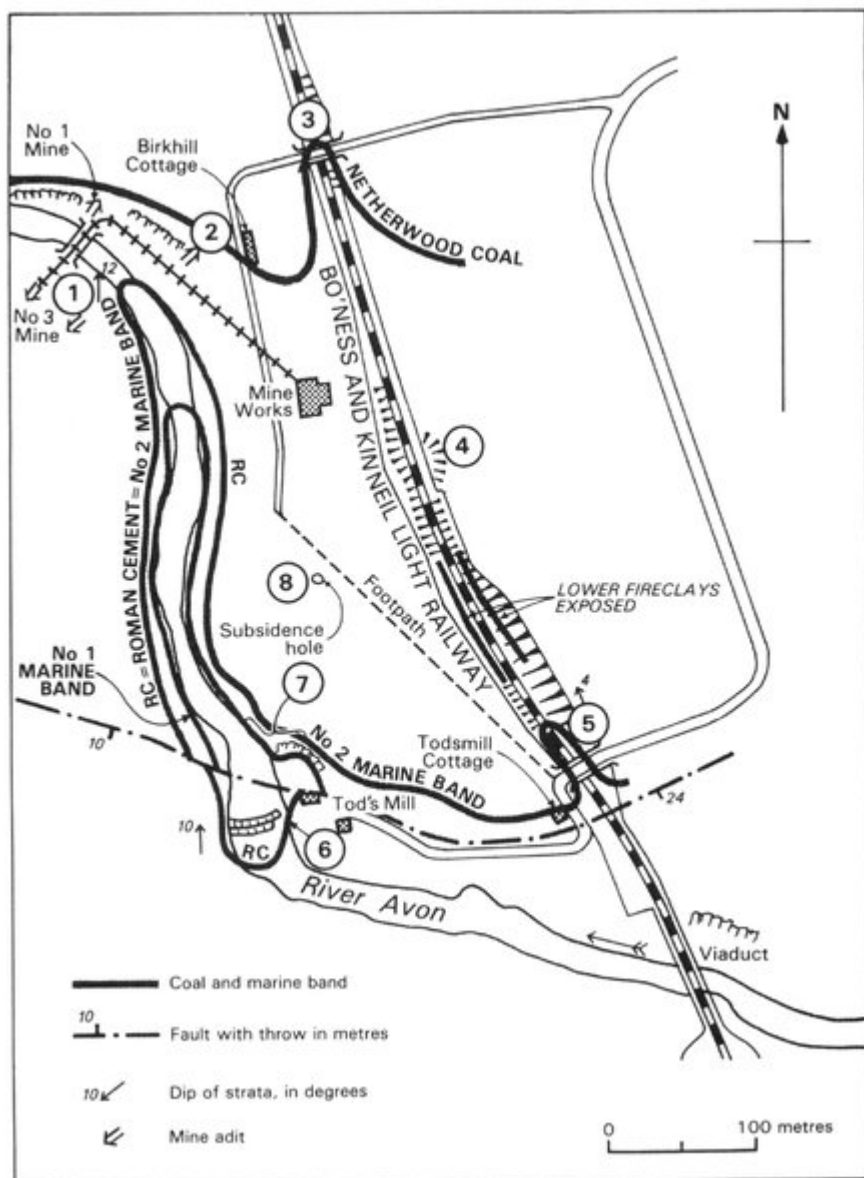 N
3
No 1
Mine
Birkhill
Cottage
2
NETHERWOOD COAL
1
12
No 3
Mine
BO'NESS AND KINNEIL LIGHT RAILWAY
Mine
Works
4
RC = ROMAN CEMENT = No 2 MARINE BAND
RC
8
Subsidence
hole
Footpath
LOWER FIRECLAYS
EXPOSED
No 1
MARINE
BAND
7
4
5
10
No 2 MARINE BAND
Todsmill
Cottage
Tod's Mill
24
10
RC
6
River Avon
Viaduct
Coal and marine band
10
Fault with throw in metres
10
Dip of strata, in degrees
Mine adit
0 100 metres